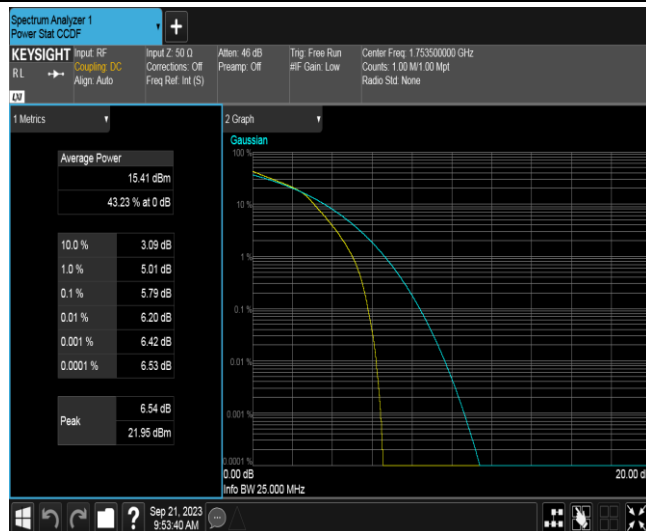 Spectrum Analyzer 1
Power Stat CCDF
+
KEYSIGHT
RL
Input: RF
Coupling: DC
Align: Auto
Input Z: 50 Ω
Corrections: Off
Freq Ref: Int (S)
Atten: 46 dB
Preamp: Off
Trig: Free Run
#IF Gain: Low
Center Freq: 1.753500000 GHz
Counts: 1.00 M/1.00 Mpt
Radio Std: None
1 Metrics
Average Power
15.41 dBm
43.23 % at 0 dB
10.0 % 3.09 dB
1.0 % 5.01 dB
0.1 % 5.79 dB
0.01 % 6.20 dB
0.001 % 6.42 dB
0.0001 % 6.53 dB
Peak
6.54 dB
21.95 dBm
2 Graph
Gaussian
100 %
10 %
1 %
0.1 %
0.01 %
0.001 %
0.0001 %
0.00 dB
20.00 d
Info BW 25.000 MHz
?
Sep 21, 2023
9:53:40 AM